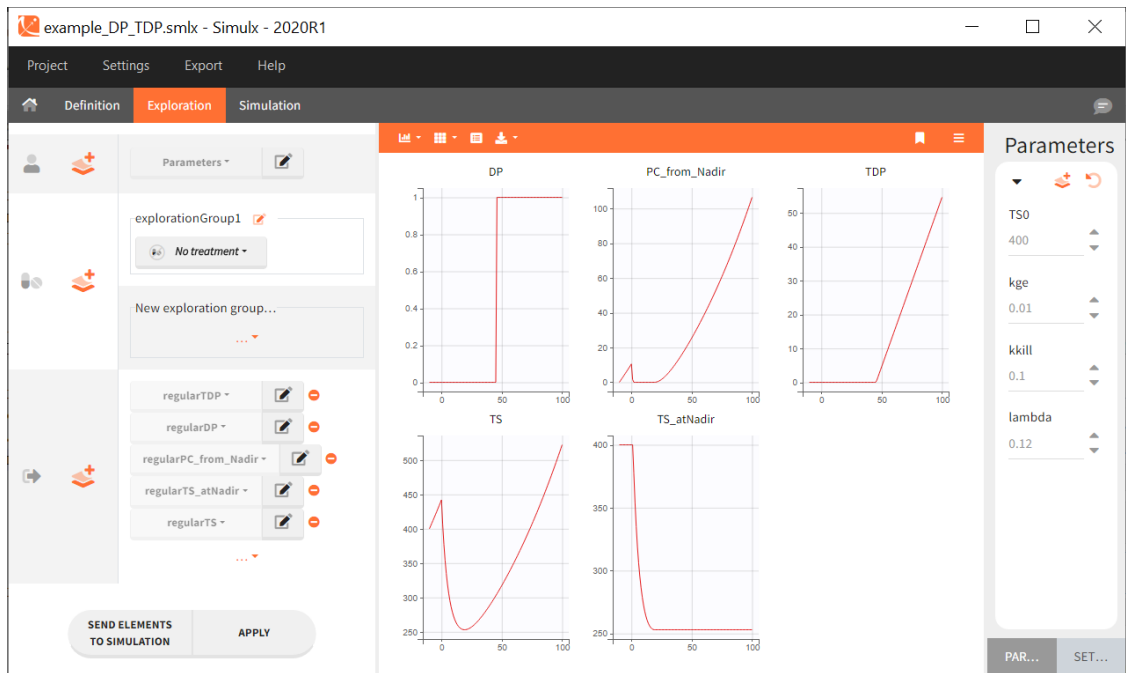 example_DP_TDP.smlx - Simulx - 2020R1
Project Settings Export Help
Definition Exploration Simulation
Parameters
explorationGroup1
No treatment
New exploration group...
...
regularTDP
regularDP
regularPC_from_Nadir
regularTS_atNadir
regularTS
...
SEND ELEMENTS
TO SIMULATION
APPLY
DP
1
0.8
0.6
0.4
0.2
0
0 50 100
PC_from_Nadir
100
80
60
40
20
0
0 50 100
TDP
50
40
30
20
10
0
0 50 100
TS
500
450
400
350
300
250
0 50 100
TS_atNadir
400
350
300
250
0 50 100
Parameters
TS0
400
kge
0.01
kkill
0.1
lambda
0.12
PAR... SET...